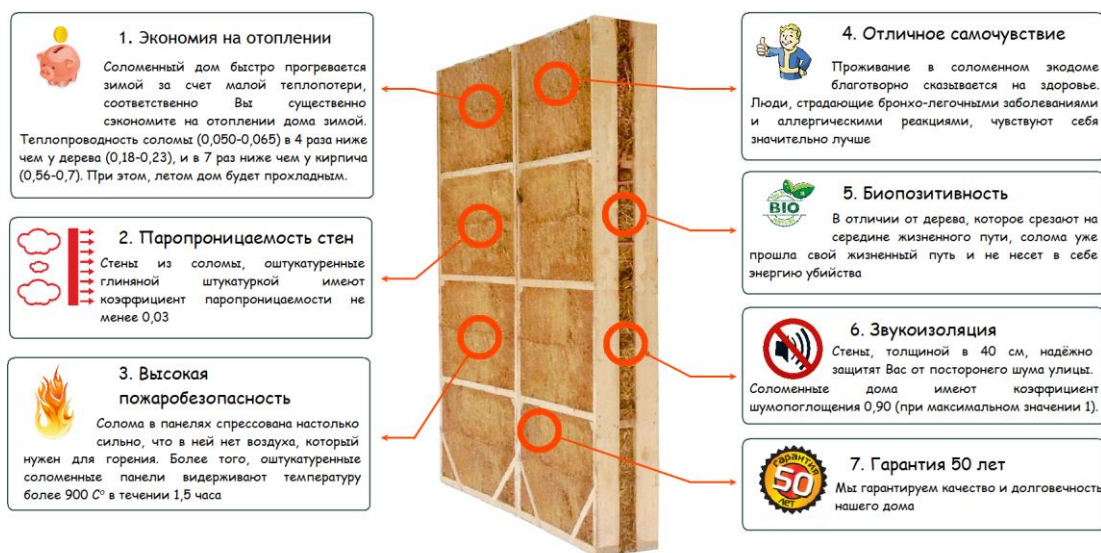 1. Экономия на отоплении
Соломенный дом быстро прогревается
зимой за счет малой теплопотери,
соответственно Вы существенно
сэкономите на отоплении дома зимой.
Теплопроводность соломы (0,050-0,065) в 4 раза ниже
чем у дерева (0,18-0,23), и в 7 раз ниже чем у кирпича
(0,56-0,7). При этом, летом дом будет прохладным.
2. Паропроницаемость стен
Стены из соломы, оштукатуренные
глиняной штукатуркой имеют
коэффициент паропроницаемости не
менее 0,03
3. Высокая
пожаробезопасность
Солома в панелях спрессована настолько
сильно, что в ней нет воздуха, который
нужен для горения. Более того, оштукатуренные
соломенные панели видерживают температуру
более 900 С° в течении 1,5 часа
4. Отличное самочувствие
Проживание в соломенном экодоме
благотворно сказывается на здоровье.
Люди, страдающие бронхо-легочными заболеваниями
и аллергическими реакциями, чувствуют себя
значительно лучше
BIO
5. Биопозитивность
В отличии от дерева, которое срезают на
середине жизненного пути, солома уже
прошла свой жизненный путь и не несет в себе
энергию убийства
6. Звукоизоляция
Стены, толщиной в 40 см, надёжно
защитят Вас от посторонего шума улицы.
Соломенные дома имеют коэффициент
шумопоглощения 0,90 (при максимальном значении 1).
гарантия
50
лет
7. Гарантия 50 лет
Мы гарантируем качество и долговечность
нашего дома